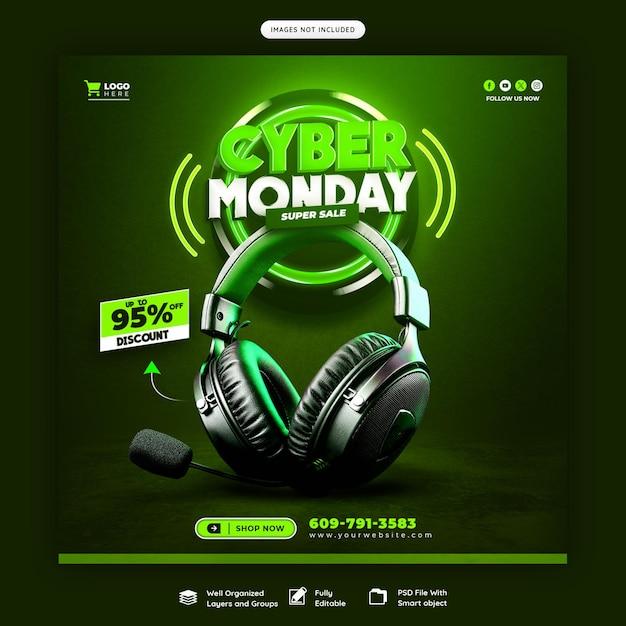 IMAGES NOT INCLUDED
LOGO
HERE
FOLLOW US NOW
CYBER
MONDAY
SUPER SALE
UP TO
95% OFF
DISCOUNT
SHOP NOW
609-791-3583
www.yourwebsite.com
Well Organized
Layers and Groups
Fully
Editable
PSD File With
Smart object